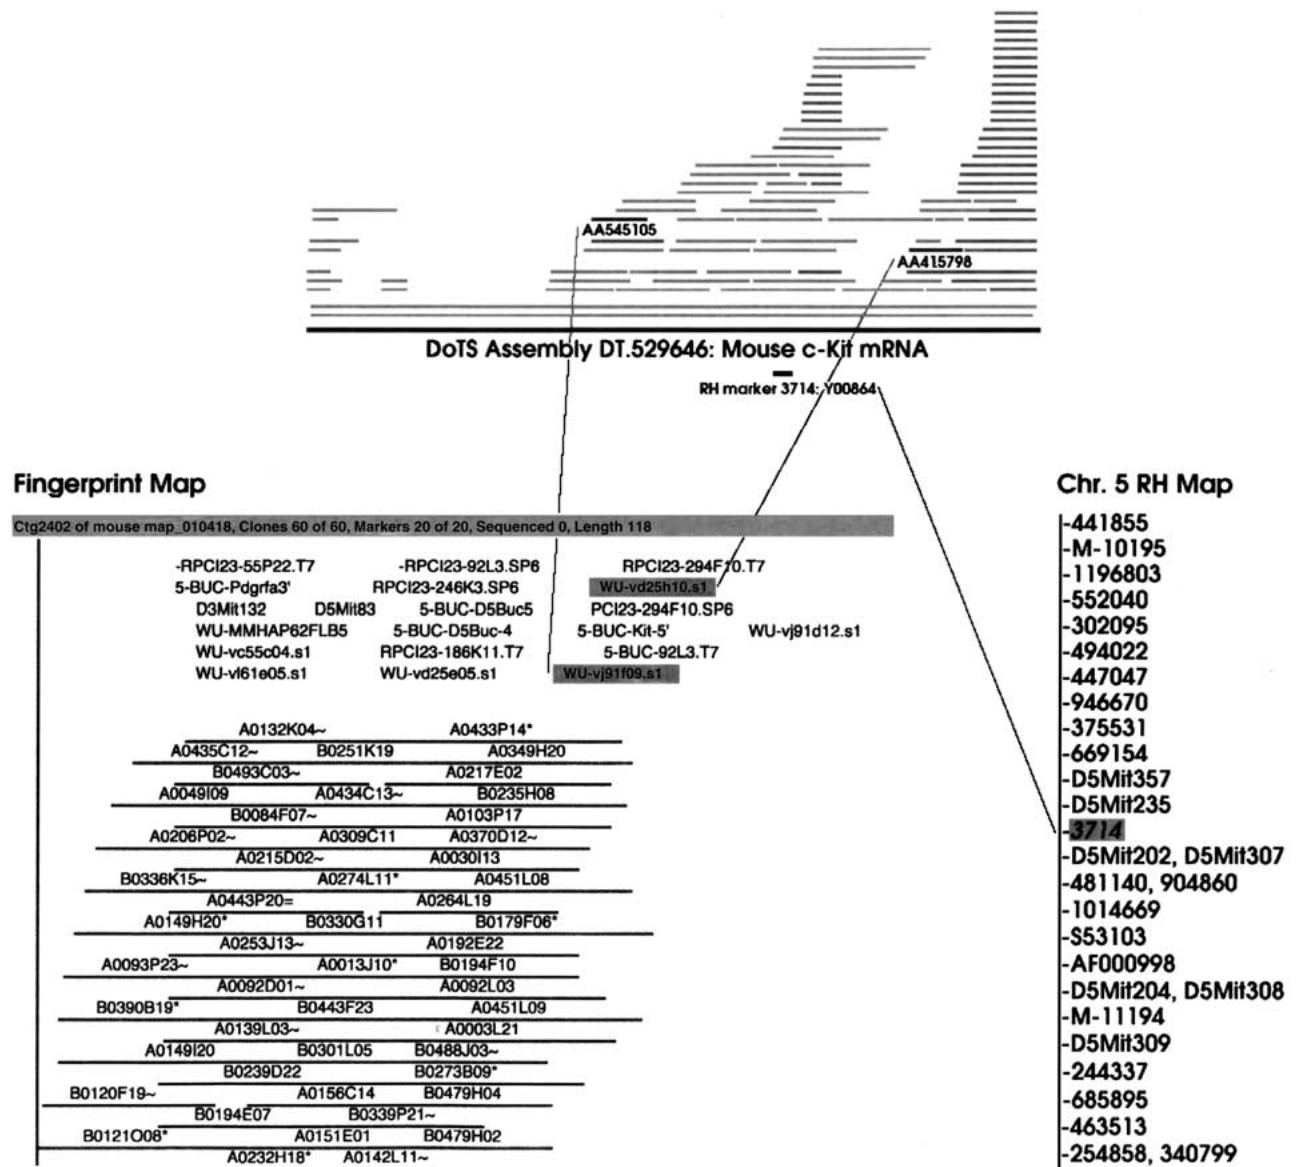 AA545105
AA415798
DoTS Assembly DT.529646: Mouse c-Kit mRNA
RH marker 3714: Y00864
Fingerprint Map
Ctg2402 of mouse map_010418, Clones 60 of 60, Markers 20 of 20, Sequenced 0, Length 118
-RPCI23-55P22.T7 -RPCI23-92L3.SP6 RPCI23-294F10.T7
5-BUC-Pdgrfa3' RPCI23-246K3.SP6 WU-vd25h10.s1
D3Mit132 D5Mit83 5-BUC-D5Buc5 PCI23-294F10.SP6
WU-MMHAP62FLB5 5-BUC-D5Buc-4 5-BUC-Kit-5' WU-vj91d12.s1
WU-vc55c04.s1 RPCI23-186K11.T7 5-BUC-92L3.T7
WU-vl61e05.s1 WU-vd25e05.s1 WU-vj91f09.s1
A0132K04~ A0433P14*
A0435C12~ B0251K19 A0349H20
B0493C03~ A0217E02
A0049I09 A0434C13~ B0235H08
B0084F07~ A0103P17
A0206P02~ A0309C11 A0370D12~
A0215D02~ A0030I13
B0336K15~ A0274L11* A0451L08
A0443P20= A0264L19
A0149H20* B0330G11 B0179F06*
A0253J13~ A0192E22
A0093P23~ A0013J10* B0194F10
A0092D01~ A0092L03
B0390B19* B0443F23 A0451L09
A0139L03~ A0003L21
A0149I20 B0301L05 B0488J03~
B0239D22 B0273B09*
B0120F19~ A0156C14 B0479H04
B0194E07 B0339P21~
B0121O08* A0151E01 B0479H02
A0232H18* A0142L11~
Chr. 5 RH Map
-441855
-M-10195
-1196803
-552040
-302095
-494022
-447047
-946670
-375531
-669154
-D5Mit357
-D5Mit235
-3714
-D5Mit202, D5Mit307
-481140, 904860
-1014669
-S53103
-AF000998
-D5Mit204, D5Mit308
-M-11194
-D5Mit309
-244337
-685895
-463513
-254858, 340799